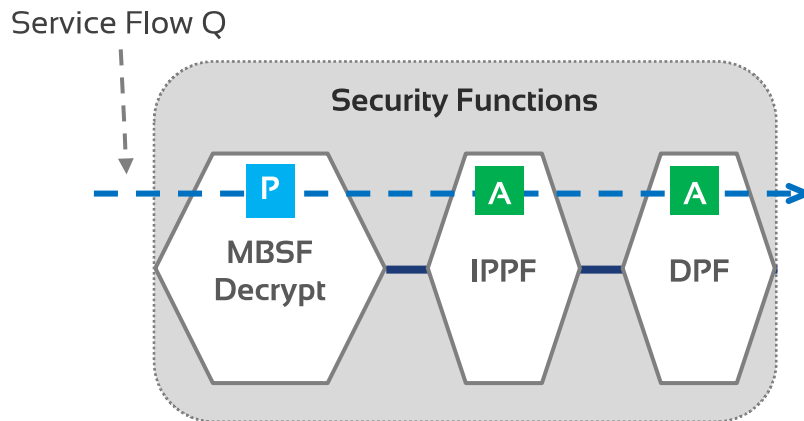 Service Flow Q
Security Functions
P
A
A
MBSF
Decrypt
IPPF
DPF